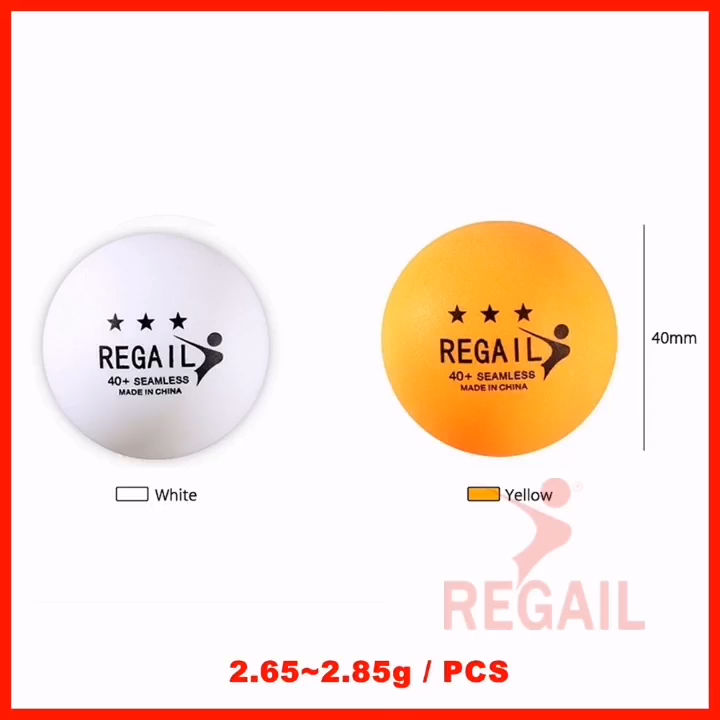 ★ ★ ★
REGAIL
40+ SEAMLESS
MADE IN CHINA
★ ★ ★
REGAIL
40+ SEAMLESS
MADE IN CHINA
40mm
White
Yellow
REGAIL®
2.65~2.85g / PCS